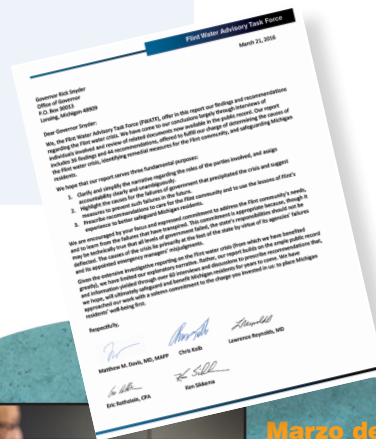 Flint Water Advisory Task Force
March 21, 2016
Governor Rick Snyder
Office of Governor
P.O. Box 30013
Lansing, Michigan 48909
Dear Governor Snyder:
We, the Flint Water Advisory Task Force (FWATF), offer in this report our findings and recommendations
regarding the Flint water crisis. We have come to our conclusions largely through interviews of
individuals involved and review of related documents now available in the public record. Our report
includes 36 findings and 44 recommendations, offered to fulfill our charge of determining the causes of
the Flint water crisis, identifying remedial measures for the Flint community, and safeguarding Michigan
residents.
We hope that our report serves three fundamental purposes:
1. Clarify and simplify the narrative regarding the roles of the parties involved, and assign
accountability clearly and unambiguously.
2. Highlight the causes for the failures of government that precipitated the crisis and suggest
measures to prevent such failures in the future.
3. Prescribe recommendations to care for the Flint community and to use the lessons of Flint's
experience to better safeguard Michigan residents.
We are encouraged by your focus and expressed commitment to address the Flint community's needs,
and to learn from the failures that have transpired. This commitment is appropriate because, though it
may be technically true that all levels of government failed, the state's responsibilities should not be
deflected. The causes of the crisis lie primarily at the feet of the state by virtue of its agencies' failures
and its appointed emergency managers' misjudgments.
Given the extensive investigative reporting on the Flint water crisis (from which we have benefited
greatly), we have limited our explanatory narrative. Rather, our report builds on the ample public record
and information yielded through over 60 interviews and discussions to prescribe recommendations that,
we hope, will ultimately safeguard and benefit Michigan residents for years to come. We have
approached our work with a solemn commitment to the charge you invested in us: to place Michigan
residents' well-being first.
Respectfully,
Matthew M. Davis, MD, MAPP Chris Kolb Lawrence Reynolds, MD
Eric Rothstein, CPA Ken Sikkema
Marzo de